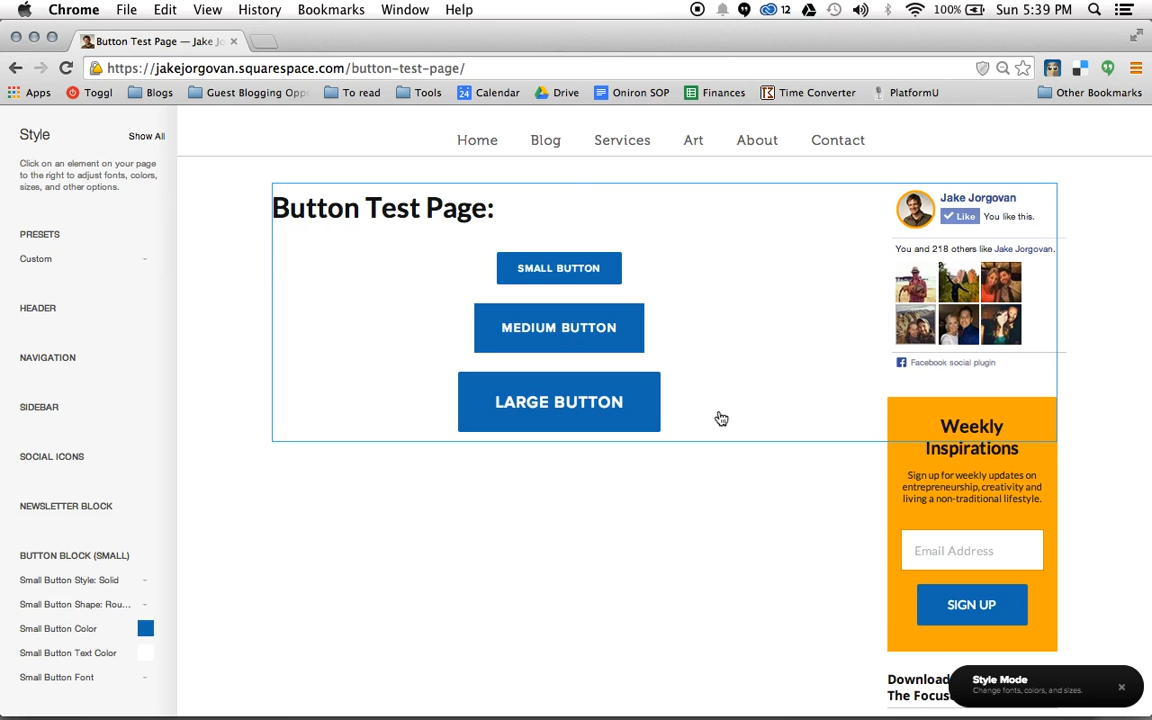 Chrome File Edit View History Bookmarks Window Help 12 100% Sun 5:39 PM
Button Test Page — Jake Jo
https://jakejorgovan.squarespace.com/button-test-page/
Apps Toggl Blogs Guest Blogging Oppo To read Tools 24 Calendar Drive Oniron SOP Finances Time Converter PlatformU Other Bookmarks
Style Show All
Click on an element on your page
to the right to adjust fonts, colors,
sizes, and other options.
PRESETS
Custom -
HEADER
NAVIGATION
SIDEBAR
SOCIAL ICONS
NEWSLETTER BLOCK
BUTTON BLOCK (SMALL)
Small Button Style: Solid -
Small Button Shape: Rou... -
Small Button Color
Small Button Text Color
Small Button Font -
Home Blog Services Art About Contact
Button Test Page:
SMALL BUTTON
MEDIUM BUTTON
LARGE BUTTON
Jake Jorgovan
Like You like this.
You and 218 others like Jake Jorgovan.
Facebook social plugin
Weekly
Inspirations
Sign up for weekly updates on
entrepreneurship, creativity and
living a non-traditional lifestyle.
Email Address
SIGN UP
Download
The Focus
Style Mode
Change fonts, colors, and sizes.